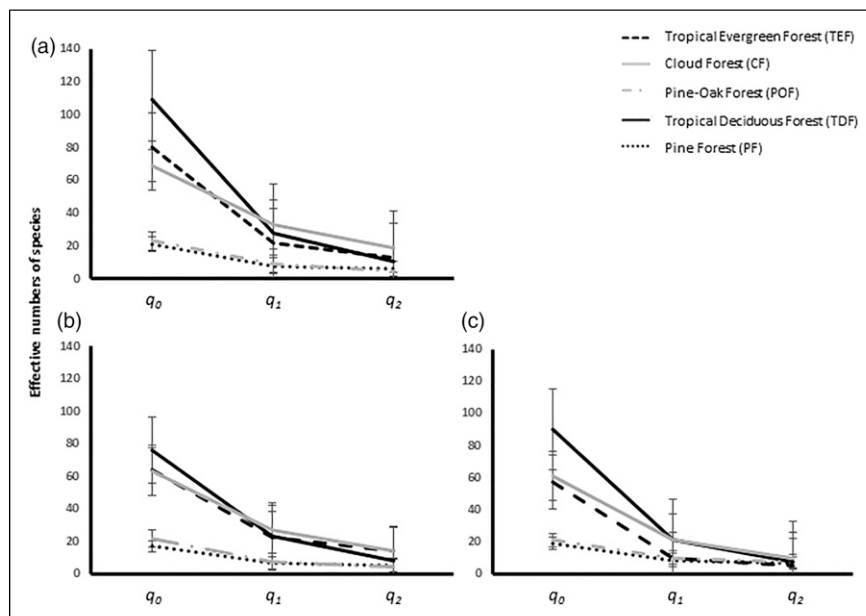 (a)
140
120
100
80
60
40
20
0
q0 q1 q2
Tropical Evergreen Forest (TEF)
Cloud Forest (CF)
Pine-Oak Forest (POF)
Tropical Deciduous Forest (TDF)
Pine Forest (PF)
Effective numbers of species
(b)
140
120
100
80
60
40
20
0
q0 q1 q2
(c)
140
120
100
80
60
40
20
0
q0 q1 q2